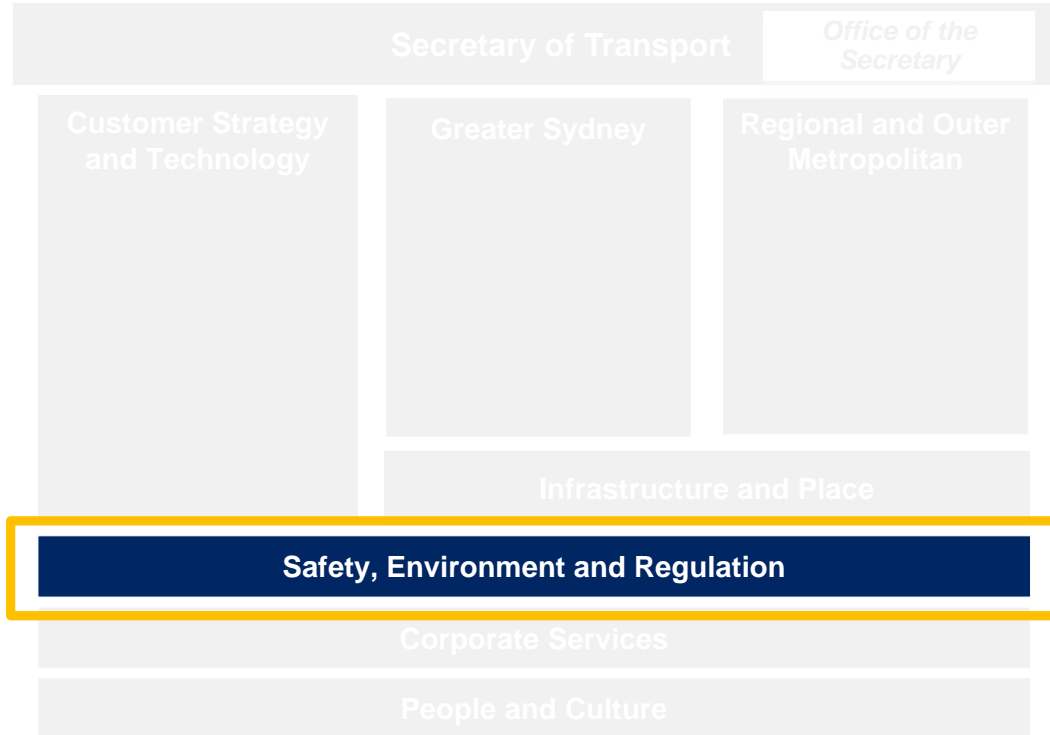 Secretary of Transport
Office of the
Secretary
Customer Strategy
and Technology
Greater Sydney
Regional and Outer
Metropolitan
Infrastructure and Place
Safety, Environment and Regulation
Corporate Services
People and Culture